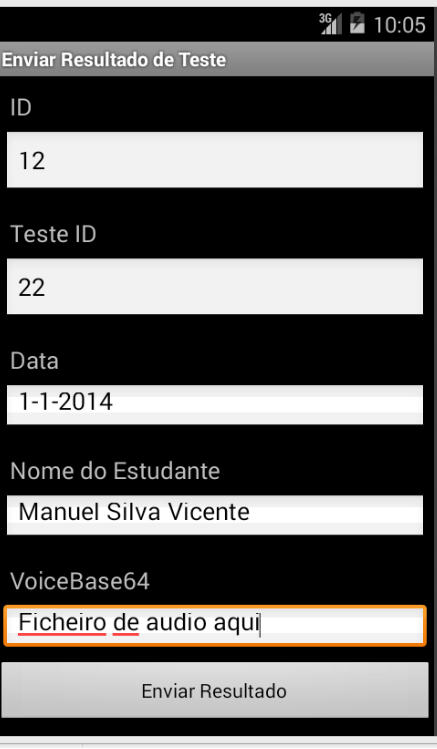 3G 10:05
Enviar Resultado de Teste
ID
12
Teste ID
22
Data
1-1-2014
Nome do Estudante
Manuel Silva Vicente
VoiceBase64
Ficheiro de audio aqui
Enviar Resultado